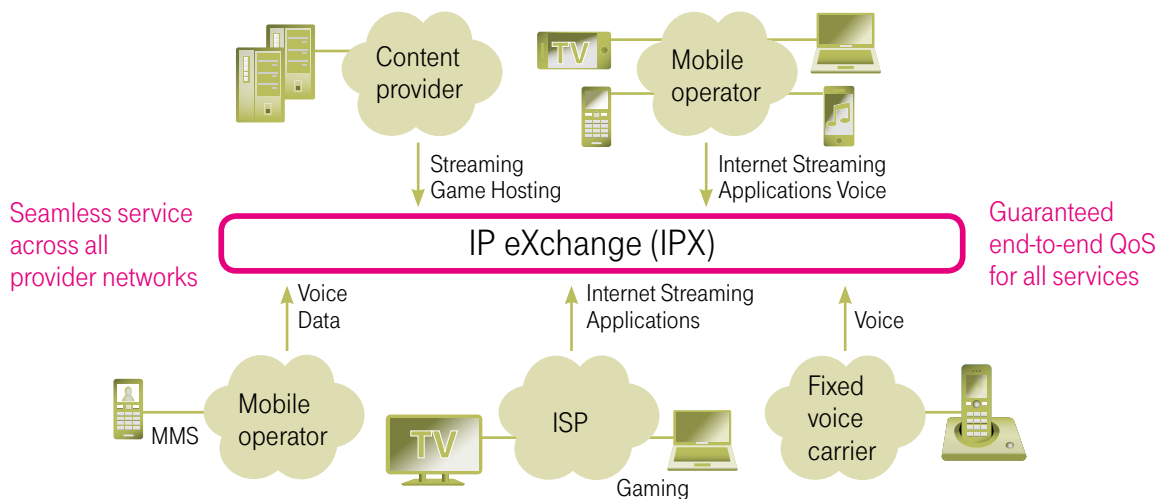 Content
provider
TV
Mobile
operator
Streaming
Game Hosting
Internet Streaming
Applications Voice
Seamless service
across all
provider networks
IP eXchange (IPX)
Guaranteed
end-to-end QoS
for all services
Voice
Data
Internet Streaming
Applications
Voice
MMS
Mobile
operator
TV
ISP
Gaming
Fixed
voice
carrier